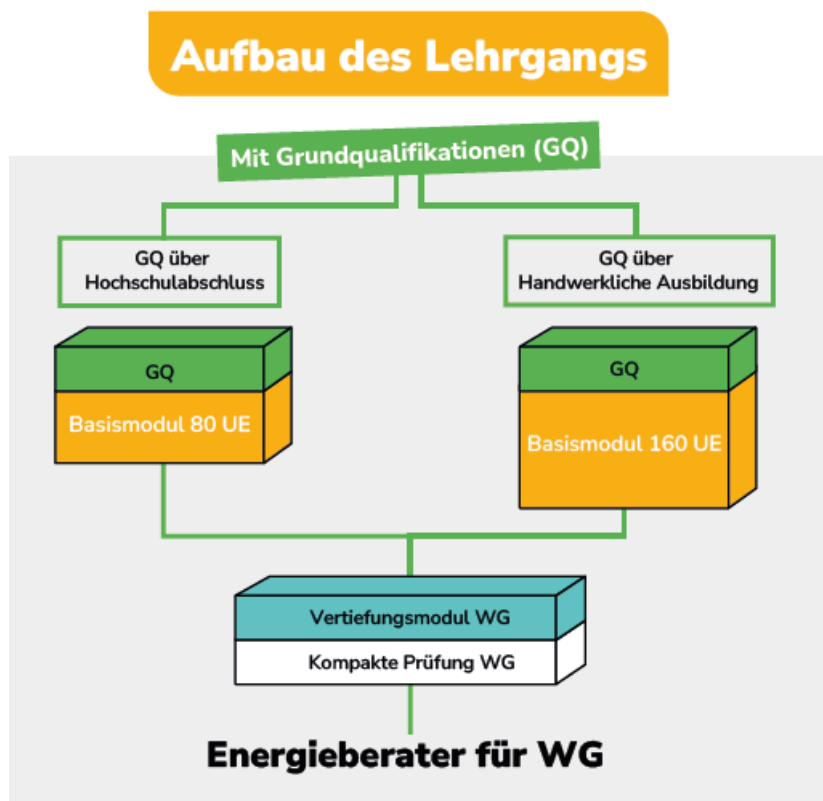 Aufbau des Lehrgangs
Mit Grundqualifikationen (GQ)
GQ über
Hochschulabschluss
GQ über
Handwerkliche Ausbildung
GQ
Basismodul 80 UE
GQ
Basismodul 160 UE
Vertiefungsmodul WG
Kompakte Prüfung WG
Energieberater für WG